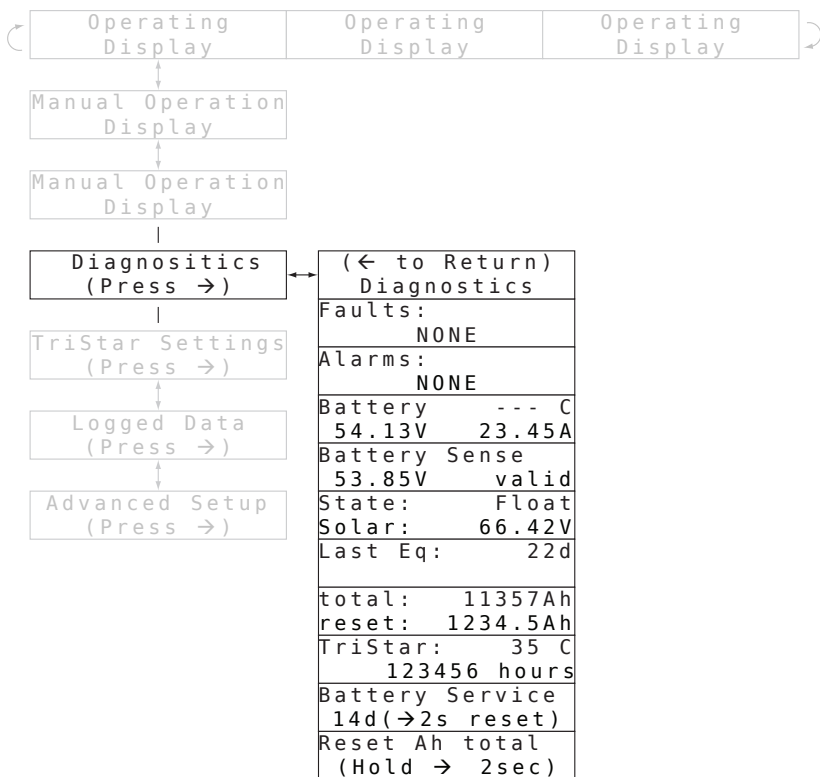 Operating Operating Operating
Display Display Display
Manual Operation
Display
Manual Operation
Display
Diagnositics
(Press →)
TriStar Settings
(Press →)
Logged Data
(Press →)
Advanced Setup
(Press →)
(← to Return)
Diagnostics
Faults:
NONE
Alarms:
NONE
Battery --- C
54.13V 23.45A
Battery Sense
53.85V valid
State: Float
Solar: 66.42V
Last Eq: 22d
total: 11357Ah
reset: 1234.5Ah
TriStar: 35 C
123456 hours
Battery Service
14d(→2s reset)
Reset Ah total
(Hold → 2sec)